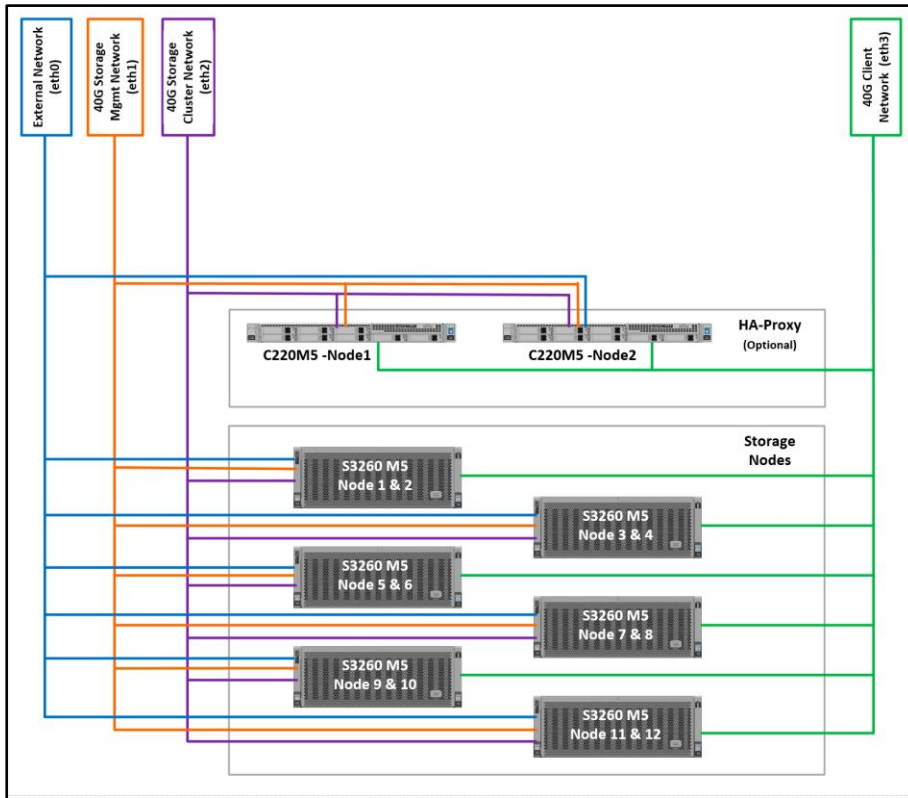 External Network
(eth0)
40G Storage
Mgmt Network
(eth1)
40G Storage
Cluster Network
(eth2)
40G Client
Network (eth3)
HA-Proxy
(Optional)
C220M5 -Node1
C220M5 -Node2
Storage
Nodes
S3260 M5
Node 1 & 2
S3260 M5
Node 3 & 4
S3260 M5
Node 5 & 6
S3260 M5
Node 7 & 8
S3260 M5
Node 9 & 10
S3260 M5
Node 11 & 12